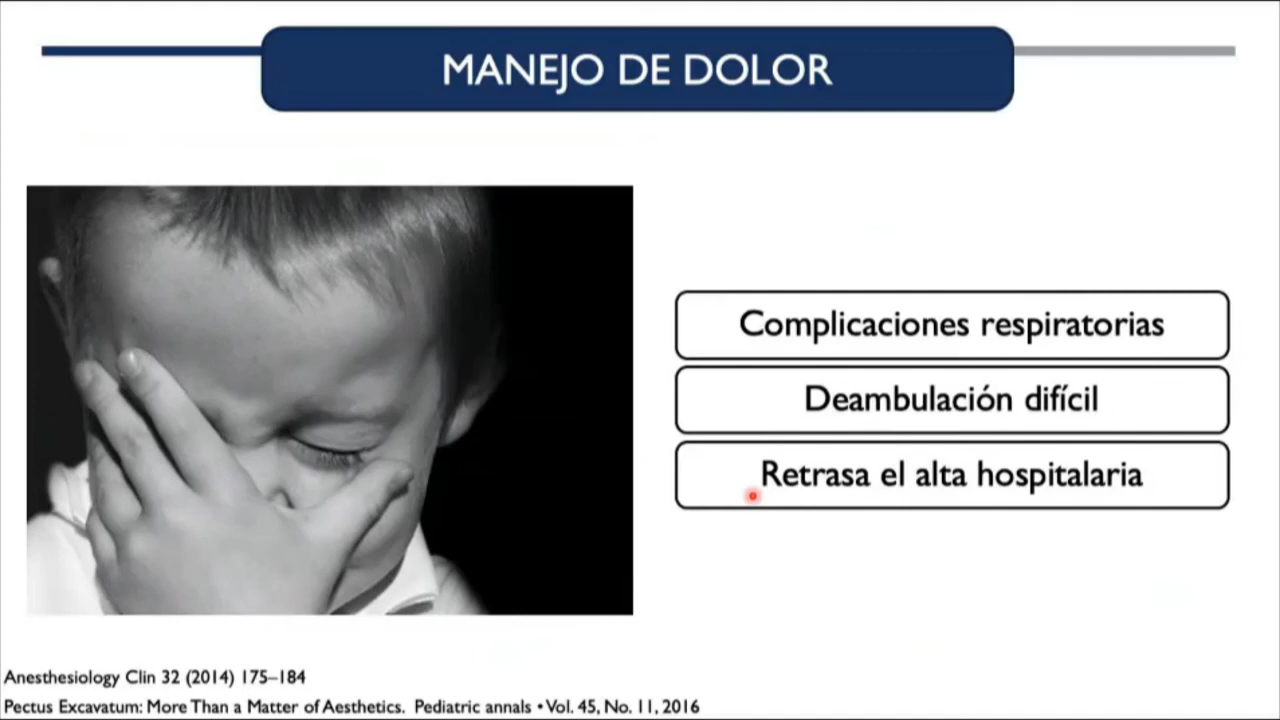 MANEJO DE DOLOR
Complicaciones respiratorias
Deambulación difícil
Retrasa el alta hospitalaria
Anesthesiology Clin 32 (2014) 175–184
Pectus Excavatum: More Than a Matter of Aesthetics. Pediatric annals • Vol. 45, No. 11, 2016